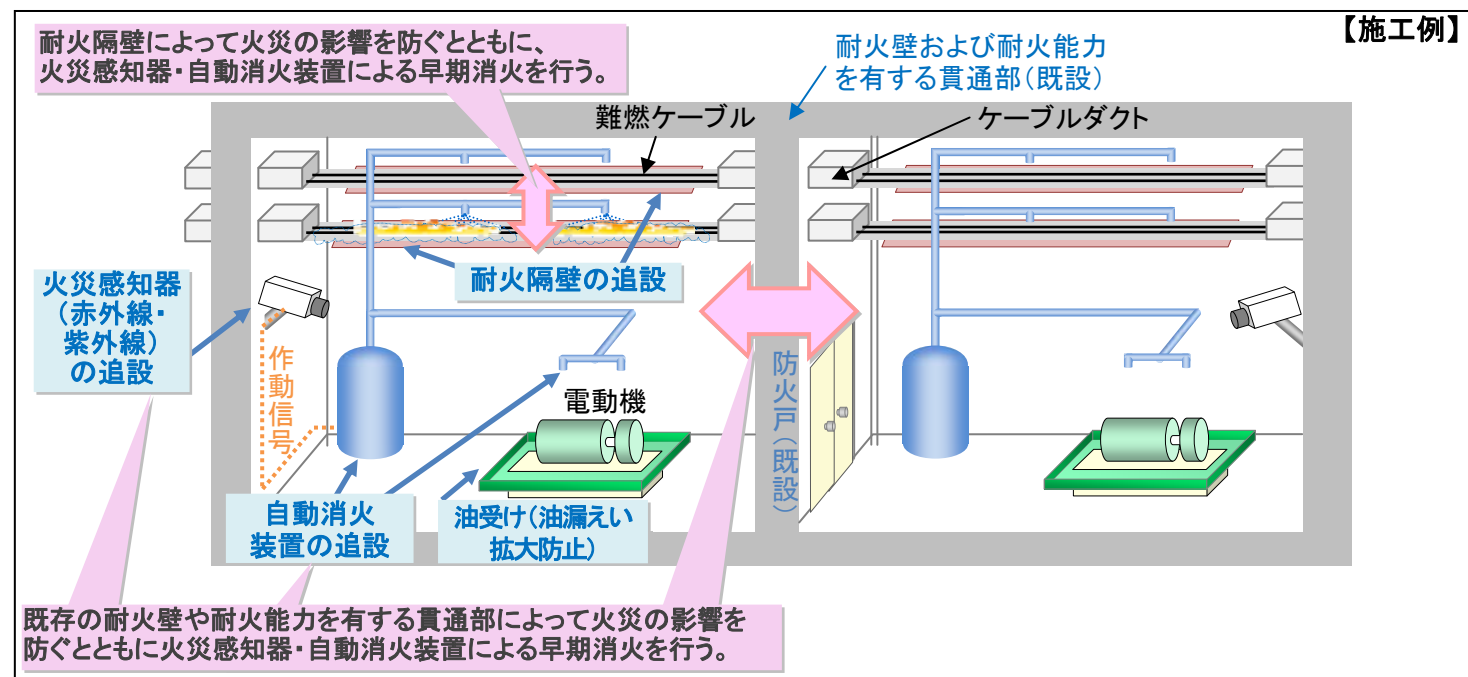 【施工例】
耐火隔壁によって火災の影響を防ぐとともに、
火災感知器・自動消火装置による早期消火を行う。
耐火壁および耐火能力
を有する貫通部（既設）
難燃ケーブル
ケーブルダクト
耐火隔壁の追設
火災感知器
（赤外線・
紫外線）
の追設
作動信号
防火戸（既設）
電動機
自動消火
装置の追設
油受け（油漏えい
拡大防止）
既存の耐火壁や耐火能力を有する貫通部によって火災の影響を
防ぐとともに火災感知器・自動消火装置による早期消火を行う。